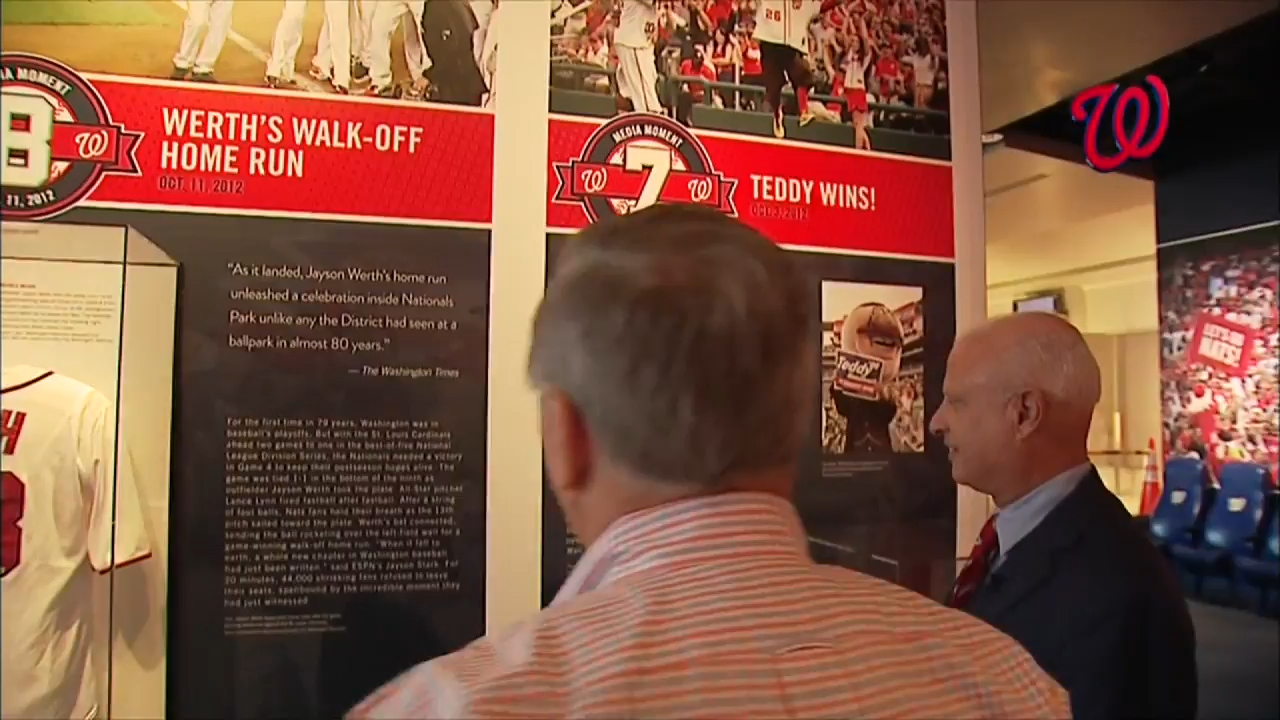 MEDIA MOMENT
8
W
11, 2012
WERTH'S WALK-OFF
HOME RUN
OCT. 11, 2012
"As it landed, Jayson Werth's home run
unleashed a celebration inside Nationals
Park unlike any the District had seen at a
ballpark in almost 80 years."
— The Washington Times
For the first time in 79 years, Washington was in
baseball's playoffs. But with the St. Louis Cardinals
ahead two games to one in the best-of-five National
League Division Series, the Nationals needed a victory
in Game 4 to keep their postseason hopes alive. The
game was tied 1-1 in the bottom of the ninth as
outfielder Jayson Werth took the plate. All-Star pitcher
Lance Lynn fired fastball after fastball. After a string
of foul balls, Nats fans held their breath as the 13th
pitch sailed toward the plate. Werth's bat connected,
sending the ball rocketing over the left-field wall for a
game-winning walk-off home run. "When it fell to
earth, a whole new chapter in Washington baseball
had just been written," said ESPN's Jayson Stark. For
20 minutes, 44,000 shrieking fans refused to leave
their seats, spellbound by the incredible moment they
had just witnessed.
H
26
MEDIA MOMENT
W 7 W
TEDDY WINS!
OCT. 3, 2012
Teddy
W
LET'S GO
NATS!